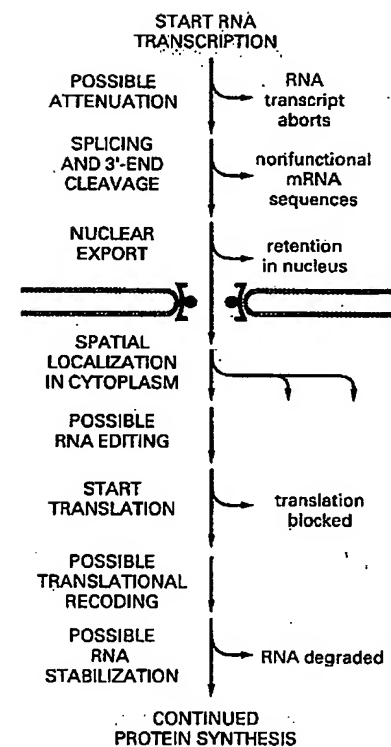 START RNA
TRANSCRIPTION
POSSIBLE
ATTENUATION
RNA
transcript
aborts
SPLICING
AND 3'-END
CLEAVAGE
nonfunctional
mRNA
sequences
NUCLEAR
EXPORT
retention
in nucleus
SPATIAL
LOCALIZATION
IN CYTOPLASM
POSSIBLE
RNA EDITING
START
TRANSLATION
translation
blocked
POSSIBLE
TRANSLATIONAL
RECODING
POSSIBLE
RNA
STABILIZATION
RNA degraded
CONTINUED
PROTEIN SYNTHESIS